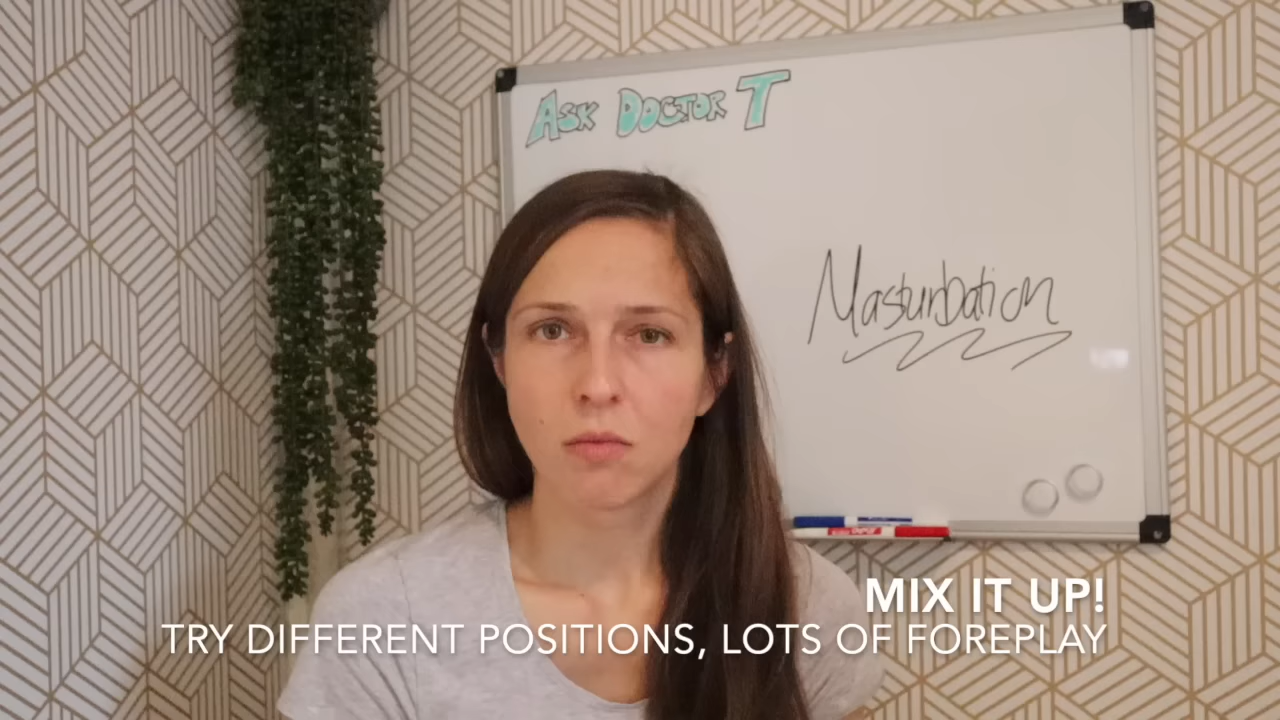 ASK DOCTOR T
Masturbation
MIX IT UP!
TRY DIFFERENT POSITIONS, LOTS OF FOREPLAY